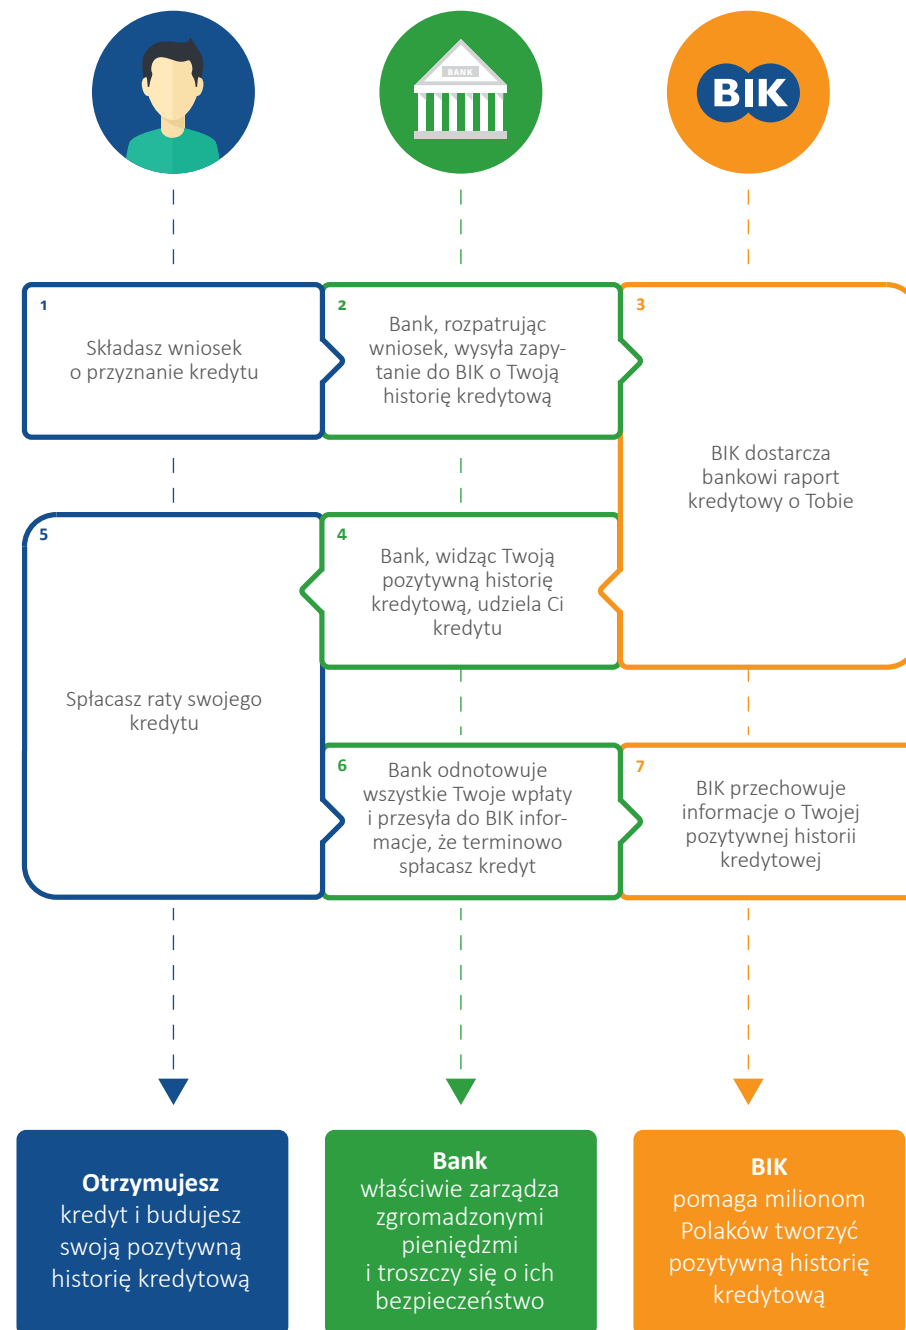 BANK
BIK
1
Składasz wniosek
o przyznanie kredytu
2
Bank, rozpatrując
wniosek, wysyła zapy-
tanie do BIK o Twoją
historię kredytową
3
BIK dostarcza
bankowi raport
kredytowy o Tobie
4
Bank, widząc Twoją
pozytywną historię
kredytową, udziela Ci
kredytu
5
Spłacasz raty swojego
kredytu
6
Bank odnotowuje
wszystkie Twoje wpłaty
i przesyła do BIK infor-
macje, że terminowo
spłacasz kredyt
7
BIK przechowuje
informacje o Twojej
pozytywnej historii
kredytowej
Otrzymujesz
kredyt i budujesz
swoją pozytywną
historię kredytową
Bank
właściwie zarządza
zgromadzonymi
pieniędzmi
i troszczy się o ich
bezpieczeństwo
BIK
pomaga milionom
Polaków tworzyć
pozytywną historię
kredytową